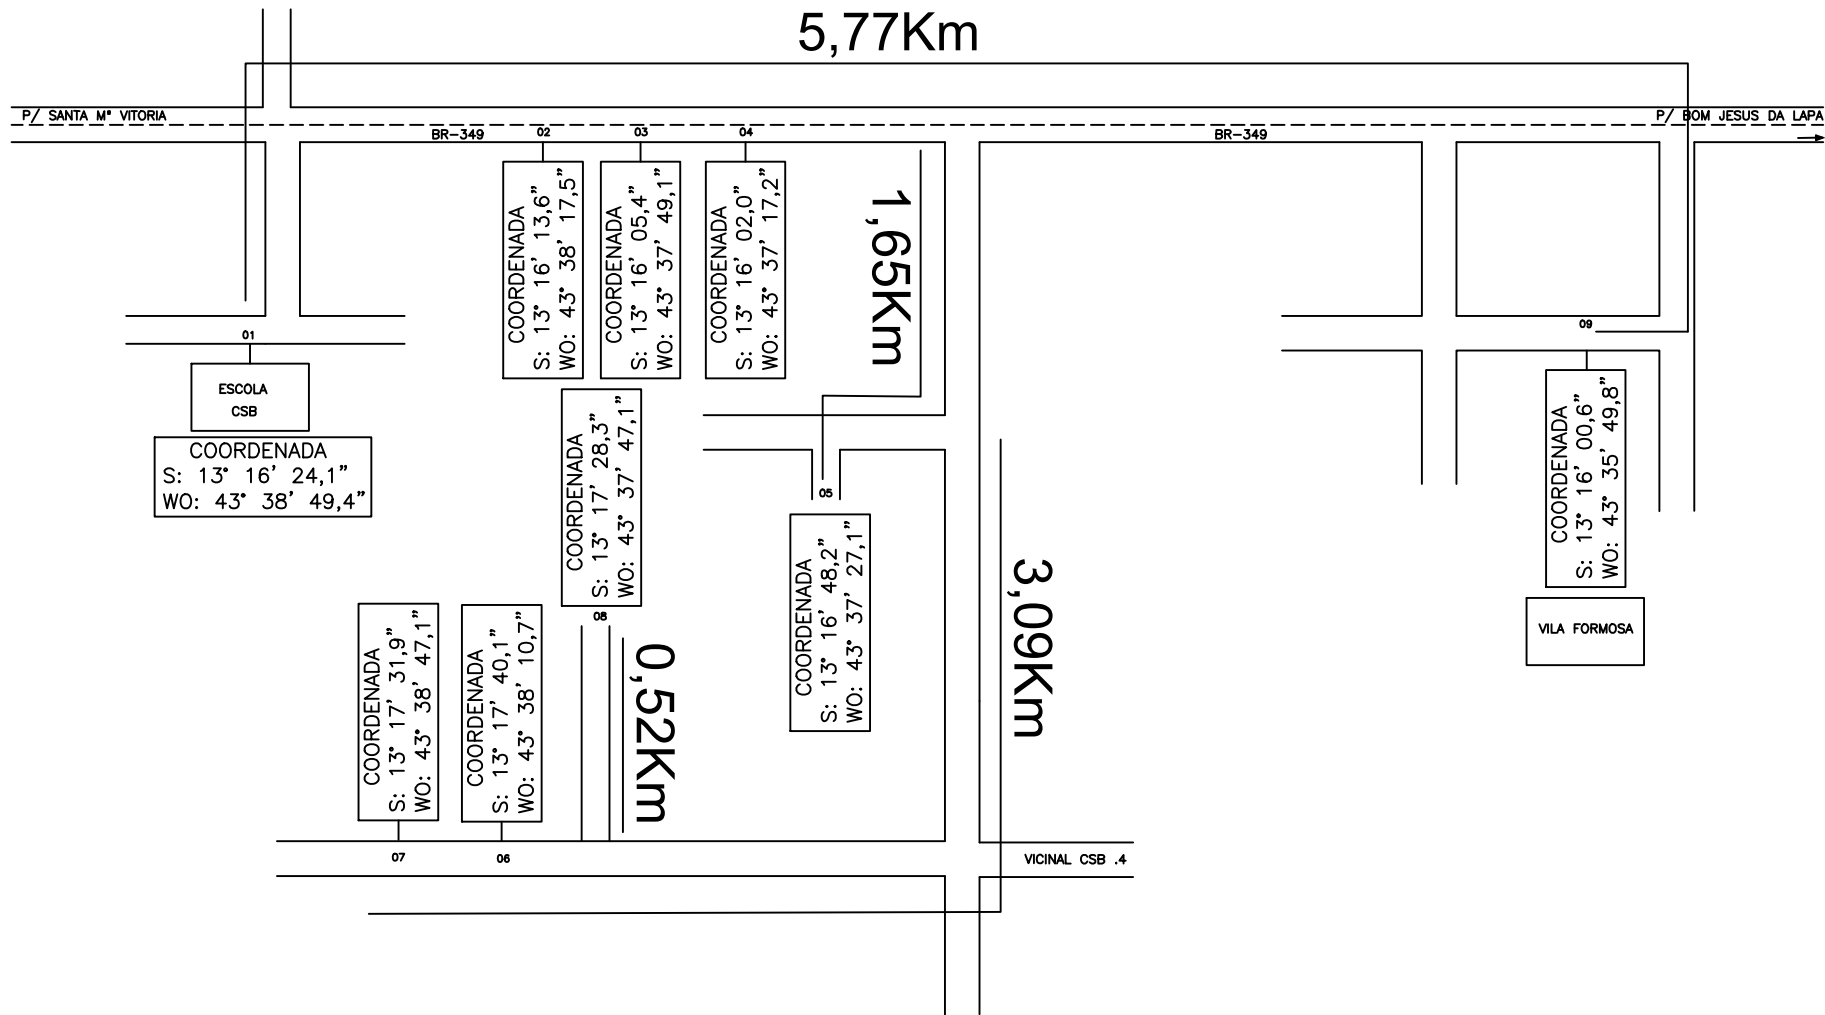 5,77Km
P/ SANTA Mª VITORIA
P/ BOM JESUS DA LAPA
BR-349
02
03
04
BR-349
COORDENADA
S: 13° 16' 13,6"
WO: 43° 38' 17,5"
COORDENADA
S: 13° 16' 05,4"
WO: 43° 37' 49,1"
COORDENADA
S: 13° 16' 02,0"
WO: 43° 37' 17,2"
1,65Km
01
ESCOLA
CSB
COORDENADA
S: 13° 16' 24,1"
WO: 43° 38' 49,4"
09
COORDENADA
S: 13° 16' 00,6"
WO: 43° 35' 49,8"
VILA FORMOSA
COORDENADA
S: 13° 17' 28,3"
WO: 43° 37' 47,1"
08
05
COORDENADA
S: 13° 16' 48,2"
WO: 43° 37' 27,1"
3,09Km
0,52Km
COORDENADA
S: 13° 17' 31,9"
WO: 43° 38' 47,1"
COORDENADA
S: 13° 17' 40,1"
WO: 43° 38' 10,7"
07
06
VICINAL CSB .4